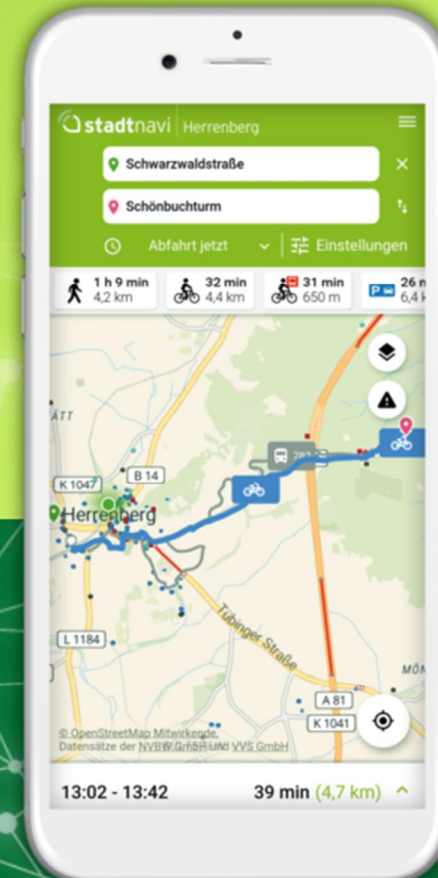 stadtnavi Herrenberg
Schwarzwaldstraße
Schönbuchturm
Abfahrt jetzt Einstellungen
1 h 9 min
4,2 km
32 min
4,4 km
31 min
650 m
P
26
6,4
K 1047
B 14
Herrenberg
L 1184
Tübinger Straße
A 81
K 1041
© OpenStreetMap Mitwirkende,
Datensätze der NVBW GmbH und VVS GmbH
13:02 - 13:42 39 min (4,7 km)